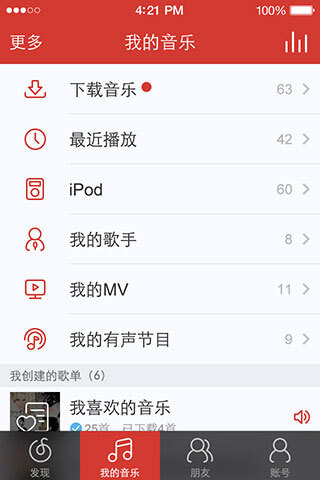 4:21 PM 100%
更多 我的音乐
下载音乐 63
最近播放 42
iPod 60
我的歌手 8
我的MV 11
我的有声节目 9
我创建的歌单（6）
我喜欢的音乐
25首，已下载4首
发现 我的音乐 朋友 账号